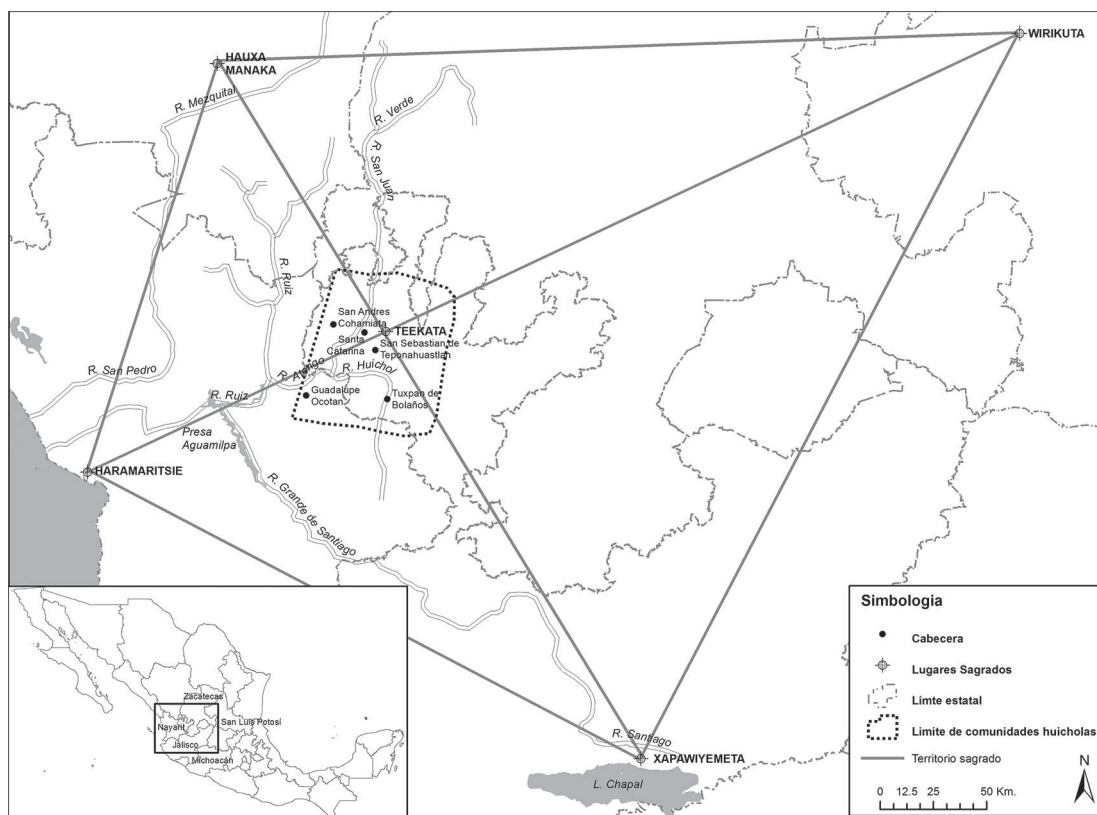 HAUXA
MANAKA
WIRIKUTA
R. Mezquital
R. Verde
R. San Juan
R. Ruiz
San Andres
Cohamiata
TEEKATA
Santa
Catarina
San Sebastian de
Teponahuastlan
R. Atengo
R. Huichol
R. San Pedro
R. Ruiz
Guadalupe
Ocotan
Tuxpan de
Bolaños
Presa
Aguamilpa
HARAMARITSIE
R. Grande de Santiago
R. Santiago
XAPAWIYEMETA
L. Chapal
Zacatecas
San Luis Potosí
Nayarit
Jalisco
Michoacán
Simbologia
Cabecera
Lugares Sagrados
Límte estatal
Limite de comunidades huicholas
Territorio sagrado
N
0 12.5 25 50 Km.